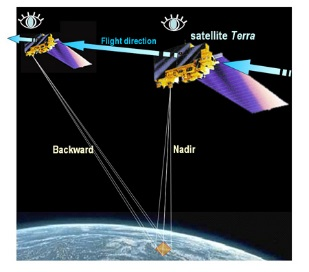 Flight direction
satellite Terra
Backward
Nadir